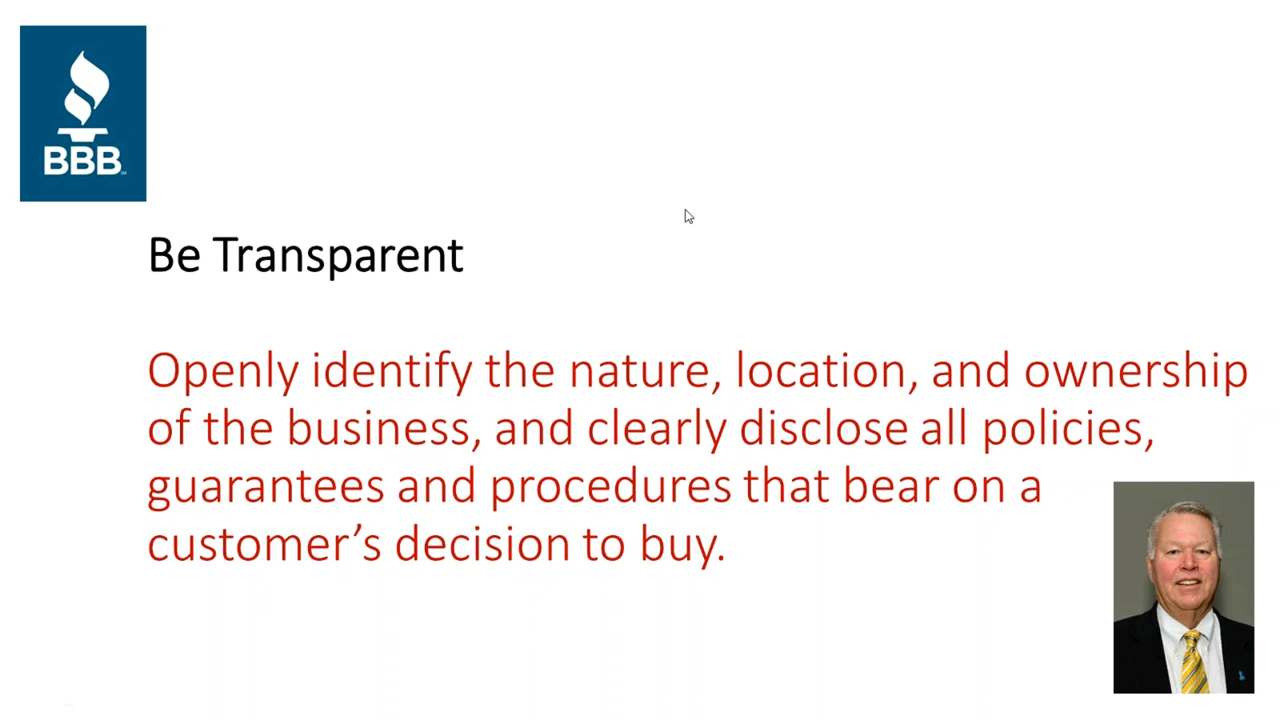 BBB
Be Transparent
Openly identify the nature, location, and ownership
of the business, and clearly disclose all policies,
guarantees and procedures that bear on a
customer’s decision to buy.